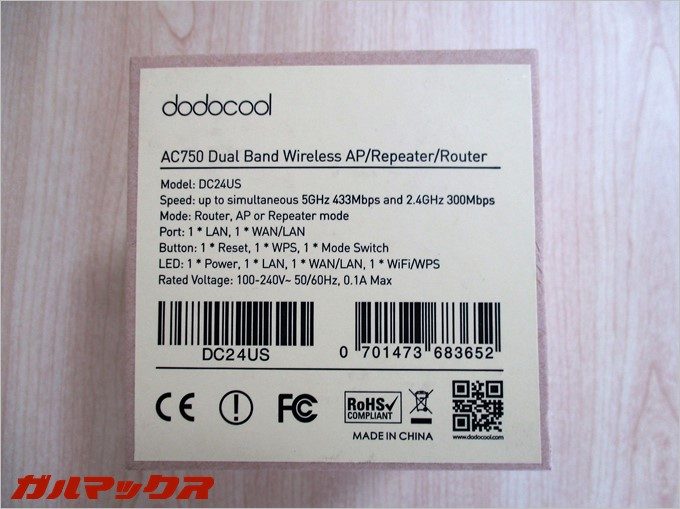 dodocool
AC750 Dual Band Wireless AP/Repeater/Router
Model: DC24US
Speed: up to simultaneous 5GHz 433Mbps and 2.4GHz 300Mbps
Mode: Router, AP or Repeater mode
Port: 1 * LAN, 1 * WAN/LAN
Button: 1 * Reset, 1 * WPS, 1 * Mode Switch
LED: 1 * Power, 1 * LAN, 1 * WAN/LAN, 1 * WiFi/WPS
Rated Voltage: 100-240V~ 50/60Hz, 0.1A Max
DC24US
0 701473 683652
CE FC RoHS
COMPLIANT
MADE IN CHINA
www.dodocool.com
ガルマックス